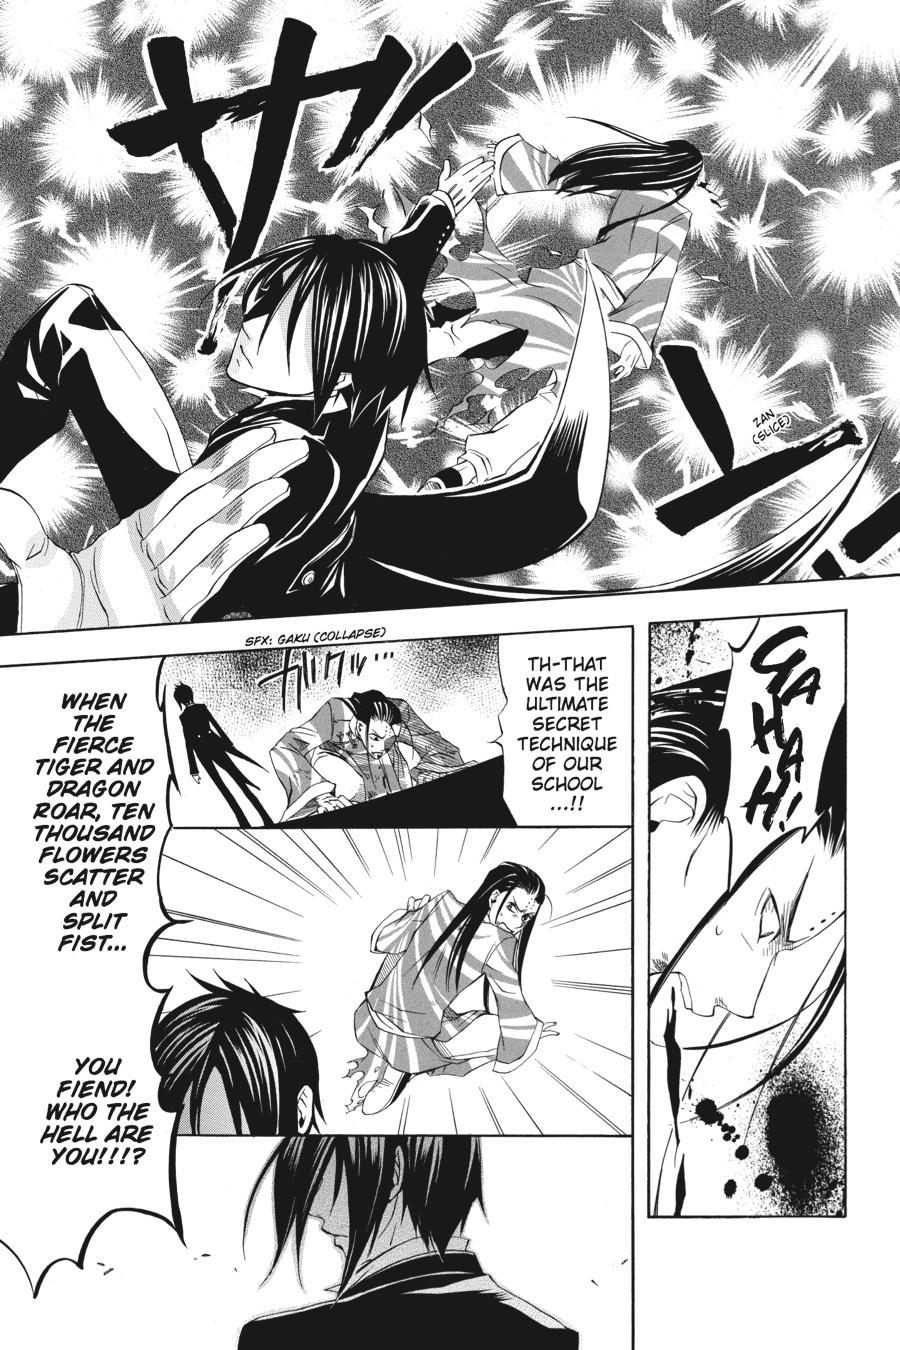 ザン
ZAN
(SLICE)
GAHAH!
TH-THAT
WAS THE
ULTIMATE
SECRET
TECHNIQUE
OF OUR
SCHOOL
...!!
SFX: GAKU (COLLAPSE)
ガクッ…
WHEN
THE
FIERCE
TIGER AND
DRAGON
ROAR, TEN
THOUSAND
FLOWERS
SCATTER
AND
SPLIT
FIST...
YOU
FIEND!
WHO THE
HELL ARE
YOU!!!?